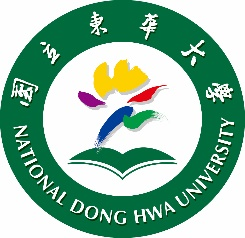 國立東華大學
NATIONAL DONG HWA UNIVERSITY